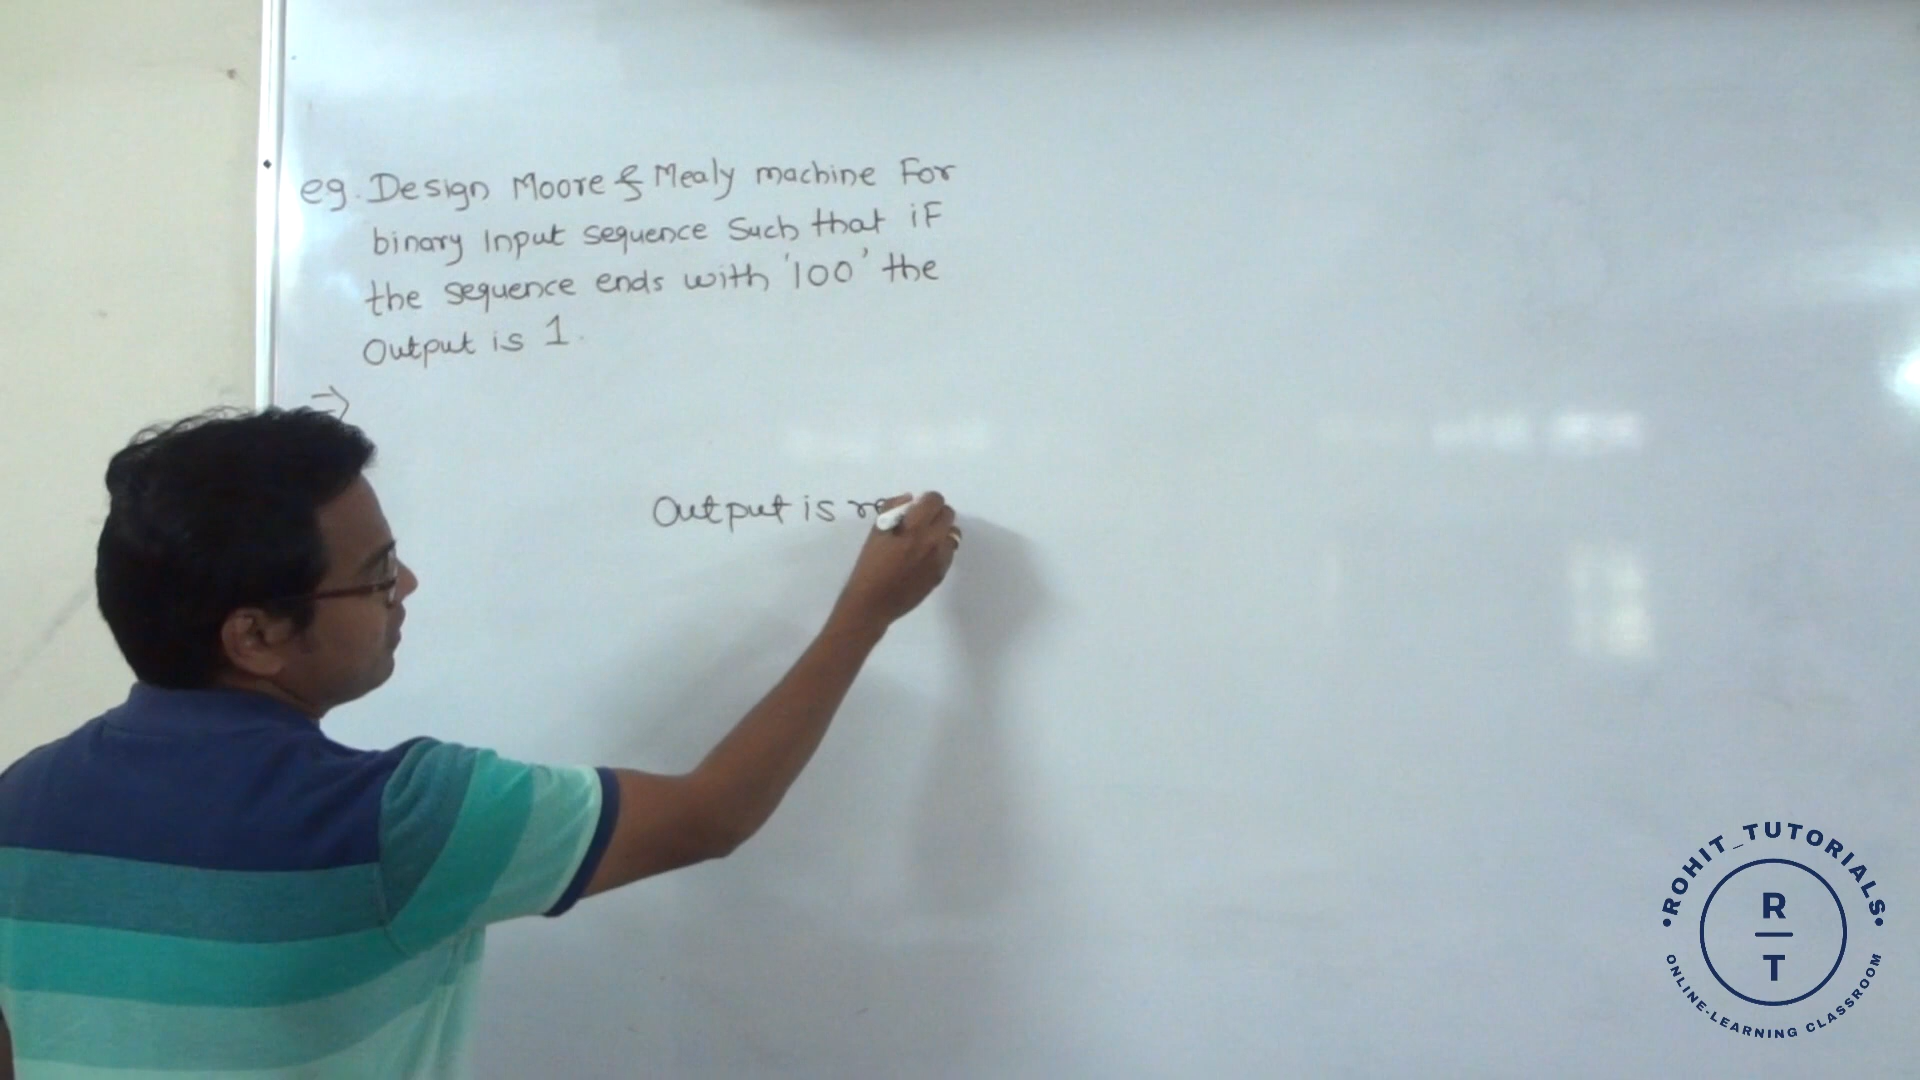 eg. Design Moore & Mealy machine For
binary Input sequence Such that iF
the sequence ends with '100' the
Output is 1.
⇒
Output is
•ROHIT_TUTORIALS•
R
T
ONLINE-LEARNING CLASSROOM